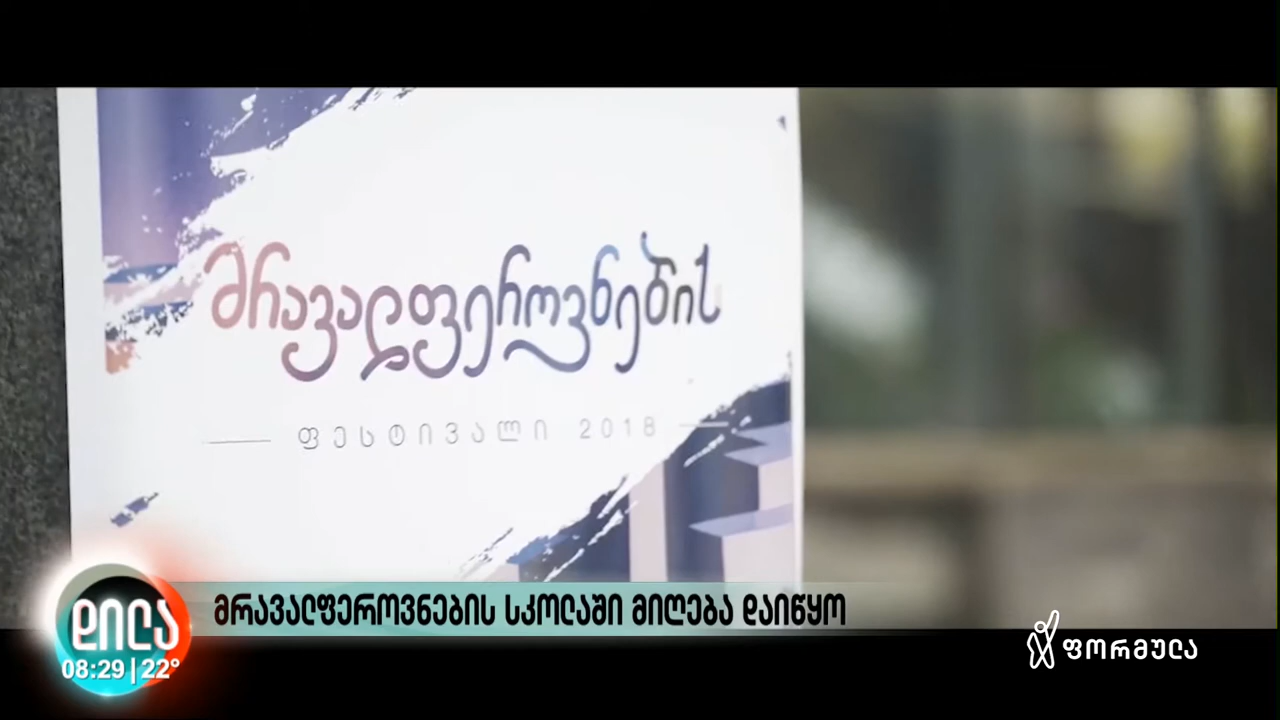 მრავალფეროვნების
ფესტივალი 2018
მრავალფეროვნების სკოლაში მიღება დაიწყო
დილა
08:29 | 22°
ფორმულა